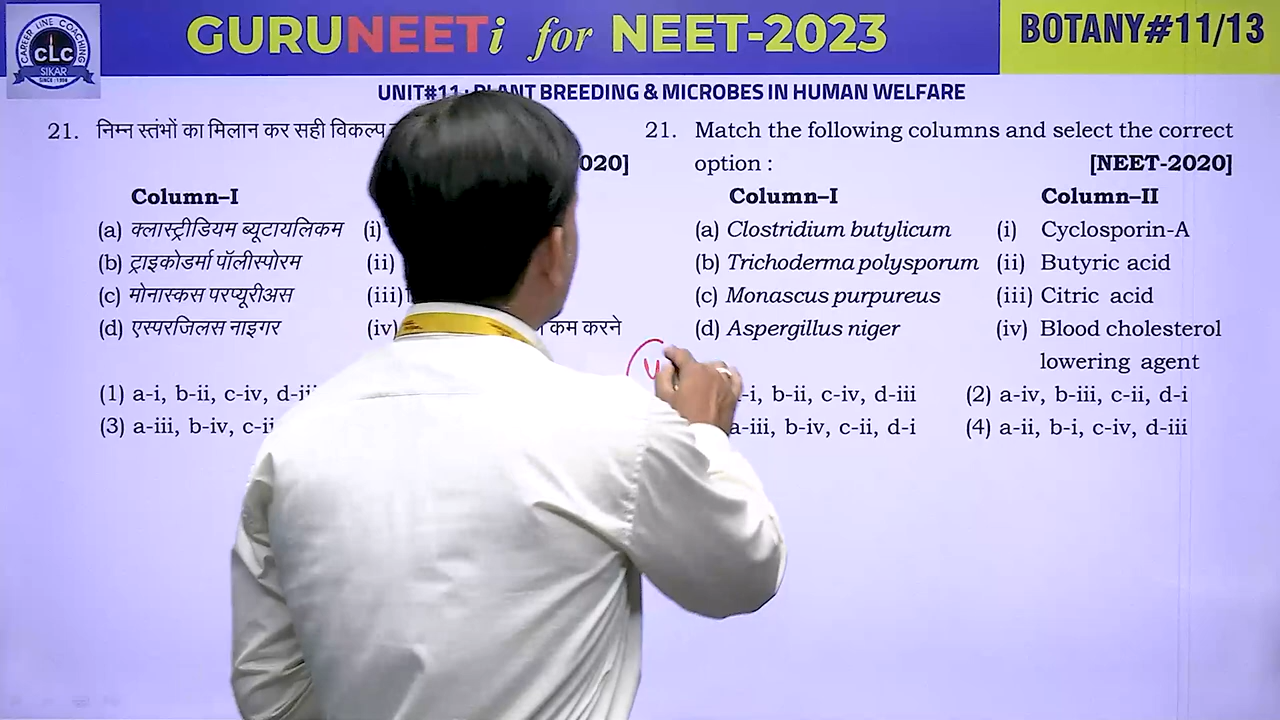 GURUNEETi for NEET-2023
BOTANY#11/13
CAREER LINE COACHING
CLC
SIKAR
SINCE : 1996
UNIT#11: PLANT BREEDING & MICROBES IN HUMAN WELFARE
21. निम्न स्तंभों का मिलान कर सही विकल्प
020]
Column–I
(a) क्लास्ट्रीडियम ब्यूटायलिकम (i)
(b) ट्राइकोडर्मा पॉलीस्पोरम (ii)
(c) मोनास्कस परप्यूरीअस (iii)
(d) एस्परजिलस नाइगर (iv) कम करने
(1) a-i, b-ii, c-iv, d-iii
(3) a-iii, b-iv, c-ii
21. Match the following columns and select the correct
option : [NEET-2020]
Column–I Column–II
(a) Clostridium butylicum (i) Cyclosporin-A
(b) Trichoderma polysporum (ii) Butyric acid
(c) Monascus purpureus (iii) Citric acid
(d) Aspergillus niger (iv) Blood cholesterol
lowering agent
-i, b-ii, c-iv, d-iii (2) a-iv, b-iii, c-ii, d-i
a-iii, b-iv, c-ii, d-i (4) a-ii, b-i, c-iv, d-iii